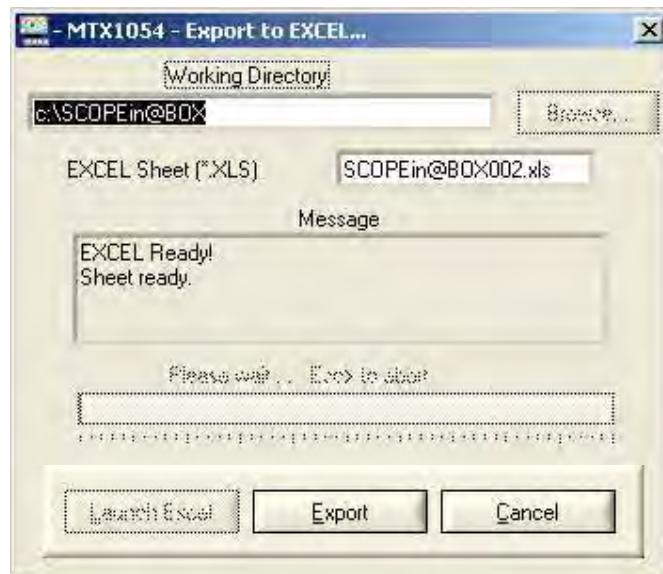 - MTX1054 - Export to EXCEL...
Working Directory
c:\SCOPEin@BOX
Browse...
EXCEL Sheet (*.XLS)
SCOPEin@BOX002.xls
Message
EXCEL Ready!
Sheet ready.
Please wait ... to abort
Launch Excel
Export
Cancel